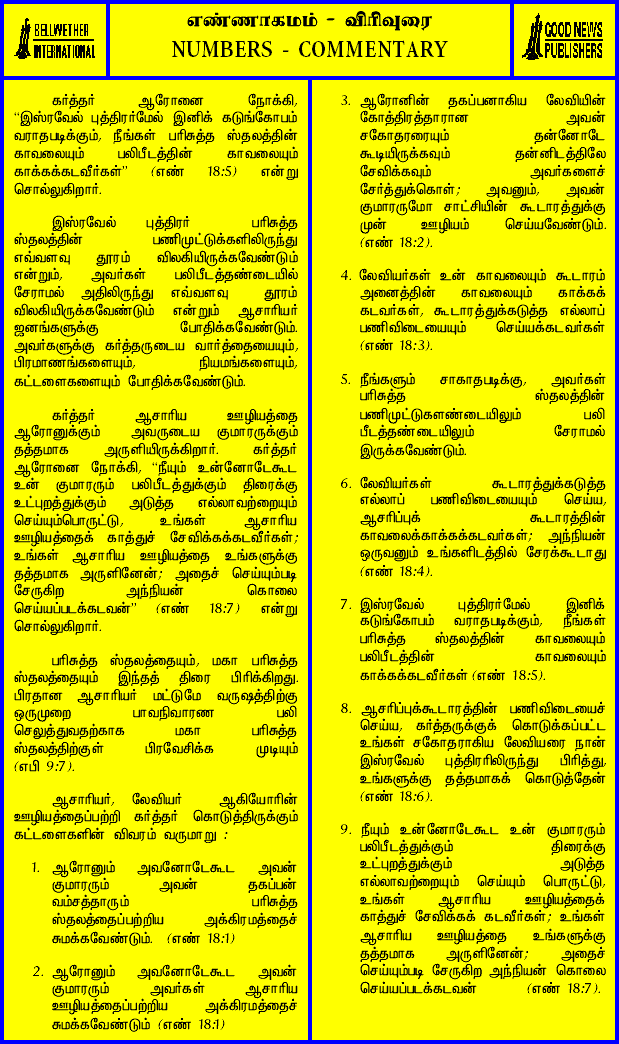 BELLWETHER
INTERNATIONAL
எண்ணாகமம் - விரிவுரை
NUMBERS - COMMENTARY
GOOD NEWS
PUBLISHERS
கர்த்தர் ஆரோனை நோக்கி,
“இஸ்ரவேல் புத்திரர்மேல் இனிக் கடுங்கோபம்
வராதபடிக்கும், நீங்கள் பரிசுத்த ஸ்தலத்தின்
காவலையும் பலிபீடத்தின் காவலையும்
காக்கக்கடவீர்கள்” (எண் 18:5) என்று
சொல்லுகிறார்.
இஸ்ரவேல் புத்திரர் பரிசுத்த
ஸ்தலத்தின் பணிமுட்டுக்களிலிருந்து
எவ்வளவு தூரம் விலகியிருக்கவேண்டும்
என்றும், அவர்கள் பலிபீடத்தண்டையில்
சேராமல் அதிலிருந்து எவ்வளவு தூரம்
விலகியிருக்கவேண்டும் என்றும் ஆசாரியர்
ஜனங்களுக்கு போதிக்கவேண்டும்.
அவர்களுக்கு கர்த்தருடைய வார்த்தையையும்,
பிரமாணங்களையும், நியமங்களையும்,
கட்டளைகளையும் போதிக்கவேண்டும்.
கர்த்தர் ஆசாரிய ஊழியத்தை
ஆரோனுக்கும் அவருடைய குமாரருக்கும்
தத்தமாக அருளியிருக்கிறார். கர்த்தர்
ஆரோனை நோக்கி, “நீயும் உன்னோடேகூட
உன் குமாரரும் பலிபீடத்துக்கும் திரைக்கு
உட்புறத்துக்கும் அடுத்த எல்லாவற்றையும்
செய்யும்பொருட்டு, உங்கள் ஆசாரிய
ஊழியத்தைக் காத்துச் சேவிக்கக்கடவீர்கள்;
உங்கள் ஆசாரிய ஊழியத்தை உங்களுக்கு
தத்தமாக அருளினேன்; அதைச் செய்யும்படி
சேருகிற அந்நியன் கொலை
செய்யப்படக்கடவன்” (எண் 18:7) என்று
சொல்லுகிறார்.
பரிசுத்த ஸ்தலத்தையும், மகா பரிசுத்த
ஸ்தலத்தையும் இந்தத் திரை பிரிக்கிறது.
பிரதான ஆசாரியர் மட்டுமே வருஷத்திற்கு
ஒருமுறை பாவநிவாரண பலி
செலுத்துவதற்காக மகா பரிசுத்த
ஸ்தலத்திற்குள் பிரவேசிக்க முடியும்
(எபி 9:7).
ஆசாரியர், லேவியர் ஆகியோரின்
ஊழியத்தைப்பற்றி கர்த்தர் கொடுத்திருக்கும்
கட்டளைகளின் விவரம் வருமாறு :
1. ஆரோனும் அவனோடேகூட அவன்
குமாரரும் அவன் தகப்பன்
வம்சத்தாரும் பரிசுத்த
ஸ்தலத்தைப்பற்றிய அக்கிரமத்தைச்
சுமக்கவேண்டும். (எண் 18:1)
2. ஆரோனும் அவனோடேகூட அவன்
குமாரரும் அவர்கள் ஆசாரிய
ஊழியத்தைப்பற்றிய அக்கிரமத்தைச்
சுமக்கவேண்டும் (எண் 18:1)
3. ஆரோனின் தகப்பனாகிய லேவியின்
கோத்திரத்தாரான அவன்
சகோதரரையும் தன்னோடே
கூடியிருக்கவும் தன்னிடத்திலே
சேவிக்கவும் அவர்களைச்
சேர்த்துக்கொள்; அவனும், அவன்
குமாரருமோ சாட்சியின் கூடாரத்துக்கு
முன் ஊழியம் செய்யவேண்டும்.
(எண் 18:2).
4. லேவியர்கள் உன் காவலையும் கூடாரம்
அனைத்தின் காவலையும் காக்கக்
கடவர்கள், கூடாரத்துக்கடுத்த எல்லாப்
பணிவிடையையும் செய்யக்கடவர்கள்
(எண் 18:3).
5. நீங்களும் சாகாதபடிக்கு, அவர்கள்
பரிசுத்த ஸ்தலத்தின்
பணிமுட்டுகளண்டையிலும் பலி
பீடத்தண்டையிலும் சேராமல்
இருக்கவேண்டும்.
6. லேவியர்கள் கூடாரத்துக்கடுத்த
எல்லாப் பணிவிடையையும் செய்ய,
ஆசரிப்புக் கூடாரத்தின்
காவலைக்காக்கக்கடவர்கள்; அந்நியன்
ஒருவனும் உங்களிடத்தில் சேரக்கூடாது
(எண் 18:4).
7. இஸ்ரவேல் புத்திரர்மேல் இனிக்
கடுங்கோபம் வராதபடிக்கும், நீங்கள்
பரிசுத்த ஸ்தலத்தின் காவலையும்
பலிபீடத்தின் காவலையும்
காக்கக்கடவீர்கள் (எண் 18:5).
8. ஆசரிப்புக்கூடாரத்தின் பணிவிடையைச்
செய்ய, கர்த்தருக்குக் கொடுக்கப்பட்ட
உங்கள் சகோதராகிய லேவியரை நான்
இஸ்ரவேல் புத்திரரிலிருந்து பிரித்து,
உங்களுக்கு தத்தமாகக் கொடுத்தேன்
(எண் 18:6).
9. நீயும் உன்னோடேகூட உன் குமாரரும்
பலிபீடத்துக்கும் திரைக்கு
உட்புறத்துக்கும் அடுத்த
எல்லாவற்றையும் செய்யும் பொருட்டு,
உங்கள் ஆசாரிய ஊழியத்தைக்
காத்துச் சேவிக்கக் கடவீர்கள்; உங்கள்
ஆசாரிய ஊழியத்தை உங்களுக்கு
தத்தமாக அருளினேன்; அதைச்
செய்யும்படி சேருகிற அந்நியன் கொலை
செய்யப்படக்கடவன் (எண் 18:7).